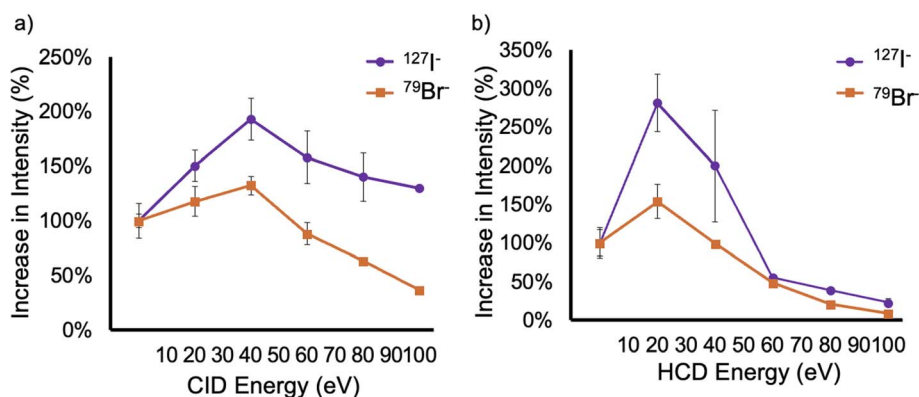 a)
Increase in Intensity (%)
250%
200%
150%
100%
50%
0%
127I-
79Br-
10 20 30 40 50 60 70 80 90100
CID Energy (eV)
b)
Increase in Intensity (%)
350%
300%
250%
200%
150%
100%
50%
0%
127I-
79Br-
10 20 30 40 50 60 70 80 90100
HCD Energy (eV)